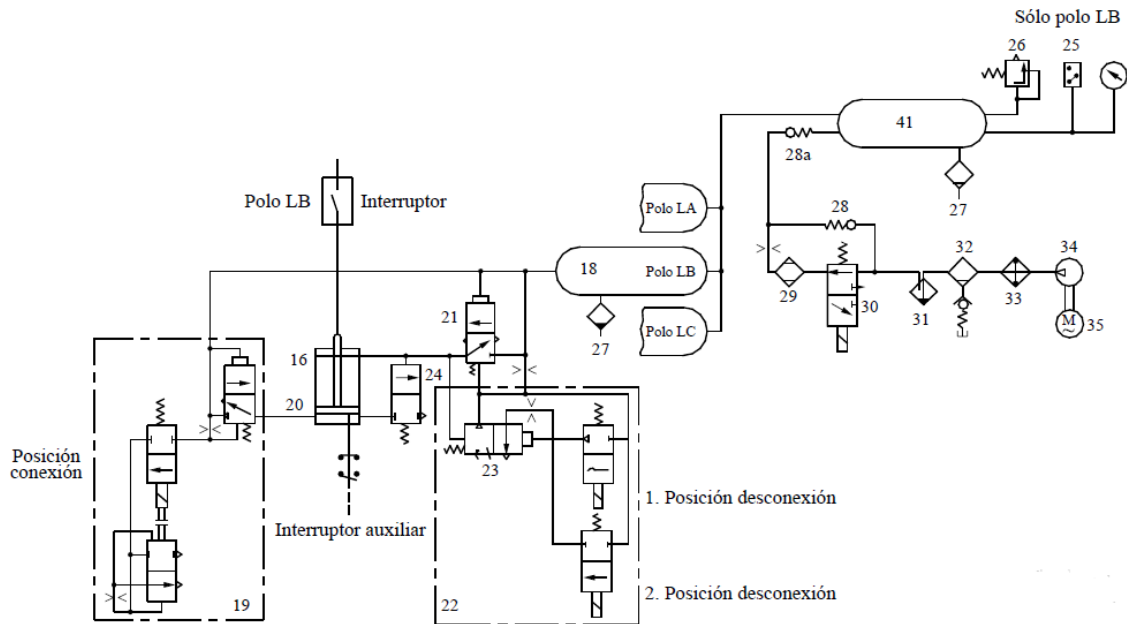 Sólo polo LB
26
25
41
28a
27
Polo LB
Interruptor
Polo LA
28
18
Polo LB
Polo LC
29
30
31
32
33
34
M
~
35
21
27
16
24
20
23
Posición
conexión
Interruptor auxiliar
1. Posición desconexión
2. Posición desconexión
19
22